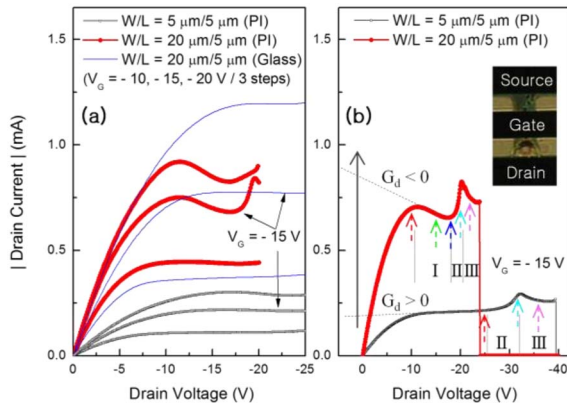 W/L = 5 μm/5 μm (PI)
W/L = 20 μm/5 μm (PI)
W/L = 20 μm/5 μm (Glass)
(V_G = - 10, - 15, - 20 V / 3 steps)
(a)
V_G = - 15 V
| Drain Current | (mA)
1.5
1.0
0.5
0.0
0
-5
-10
-15
-20
-25
Drain Voltage (V)
W/L = 5 μm/5 μm (PI)
W/L = 20 μm/5 μm (PI)
(b)
Source
Gate
Drain
G_d < 0
G_d > 0
I
II
III
V_G = - 15 V
II
III
1.5
1.0
0.5
0.0
0
-10
-20
-30
-40
Drain Voltage (V)